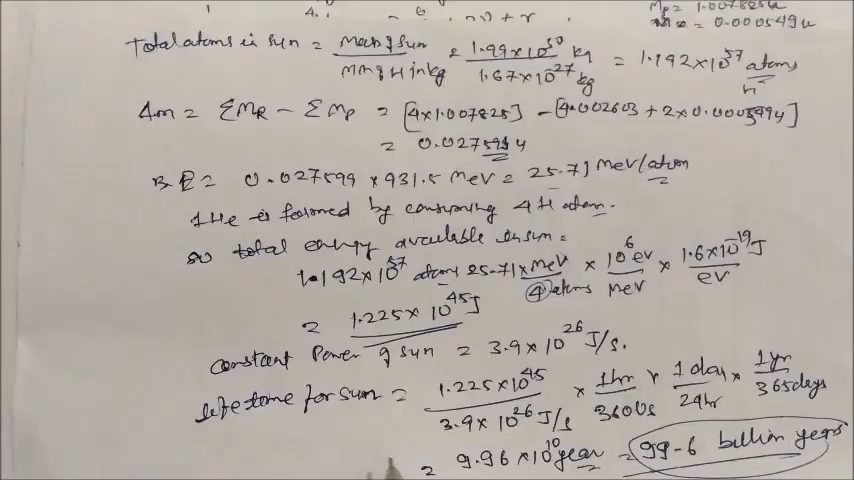 Mp = 1.007825u
Me = 0.000549u
Total atoms in sun = Mass of sun / MM of H in kg = 1.99×10^30 kg / 1.67×10^-27 kg = 1.192×10^57 atoms H
Δm = ΣMR − ΣMp = [4×1.007825] − [4.002603 + 2×0.0005494]
= 0.027599 u
B.E = 0.027599 × 931.5 MeV = 25.71 MeV/atom
1 He is formed by consuming 4 H atom.
so total energy available in sun =
1.192×10^57 atoms 25.71 × MeV / 4 atoms × 10^6 ev / MeV × 1.6×10^-19 J / ev
= 1.225×10^45 J
Constant Power of sun = 3.9×10^26 J/s.
life time for sun = 1.225×10^45 / 3.9×10^26 J/s × 1hr / 3600s × 1 day / 24hr × 1yr / 365days
= 9.96×10^10 year = 99.6 billion years